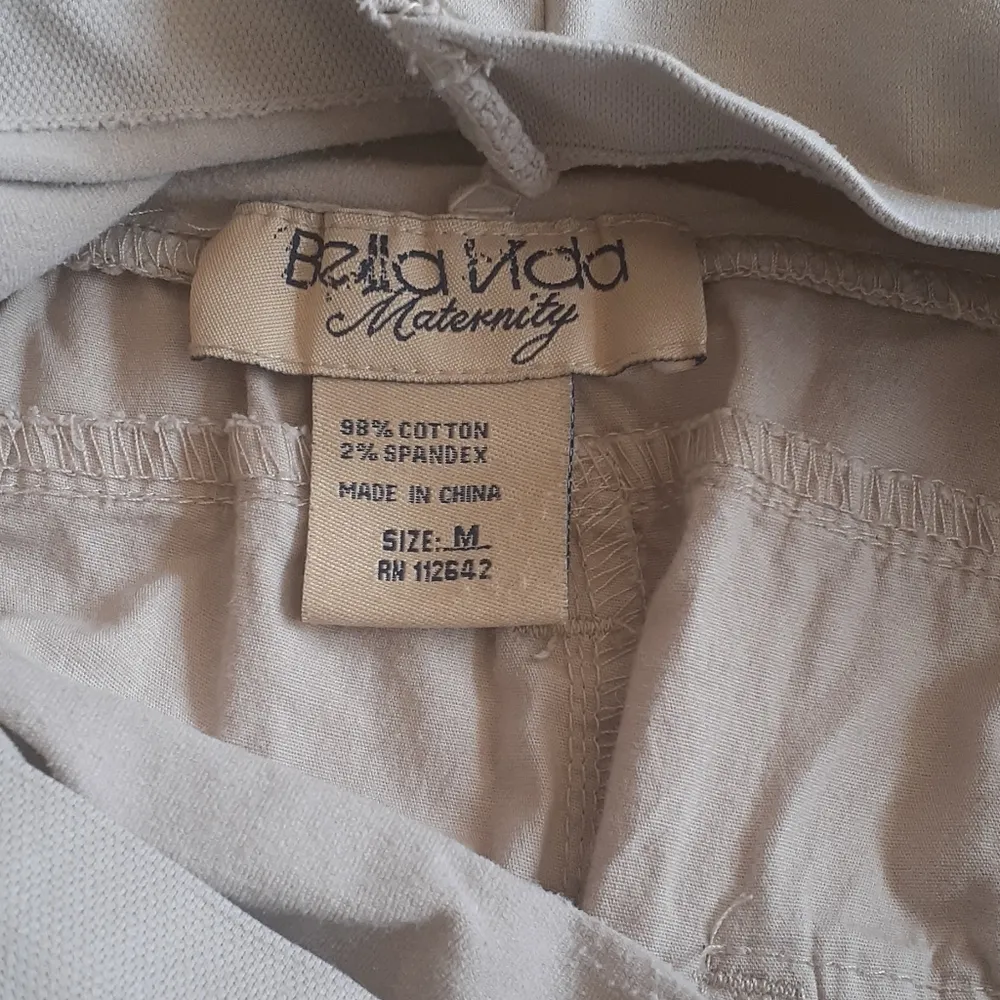 Bella Vida
Maternity
98% COTTON
2% SPANDEX
MADE IN CHINA
SIZE: M
RN 112642